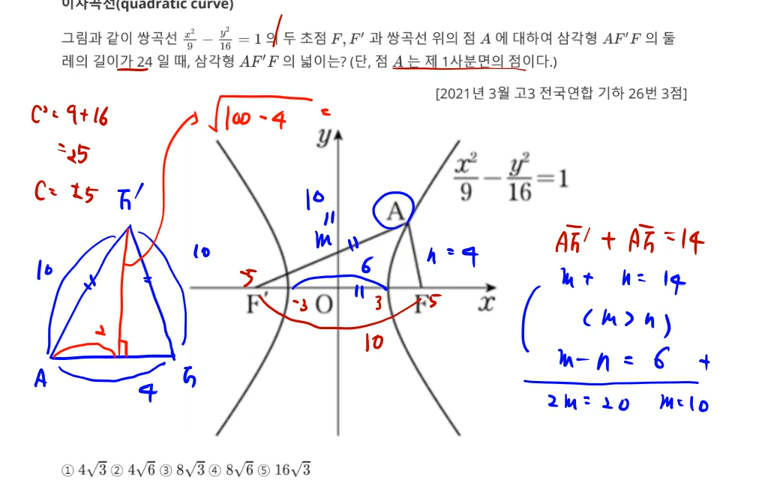 이차곡선(quadratic curve)
그림과 같이 쌍곡선 x²/9 − y²/16 = 1 의 두 초점 F, F′ 과 쌍곡선 위의 점 A 에 대하여 삼각형 AF′F 의 둘
레의 길이가 24 일 때, 삼각형 AF′F 의 넓이는? (단, 점 A 는 제 1사분면의 점이다.)
[2021년 3월 고3 전국연합 기하 26번 3점]
C² = 9+16
= 25
C = ±5
√100-4 =
y
x²/9 − y²/16 = 1
10
=
m
A
n = 4
6
5
F′
-3
O
3
F
5
x
10
F′
10
10
2
A
F
4
AF′ + AF = 14
m + n = 14
(m > n)
m - n = 6 +
2m = 20 m = 10
① 4√3 ② 4√6 ③ 8√3 ④ 8√6 ⑤ 16√3